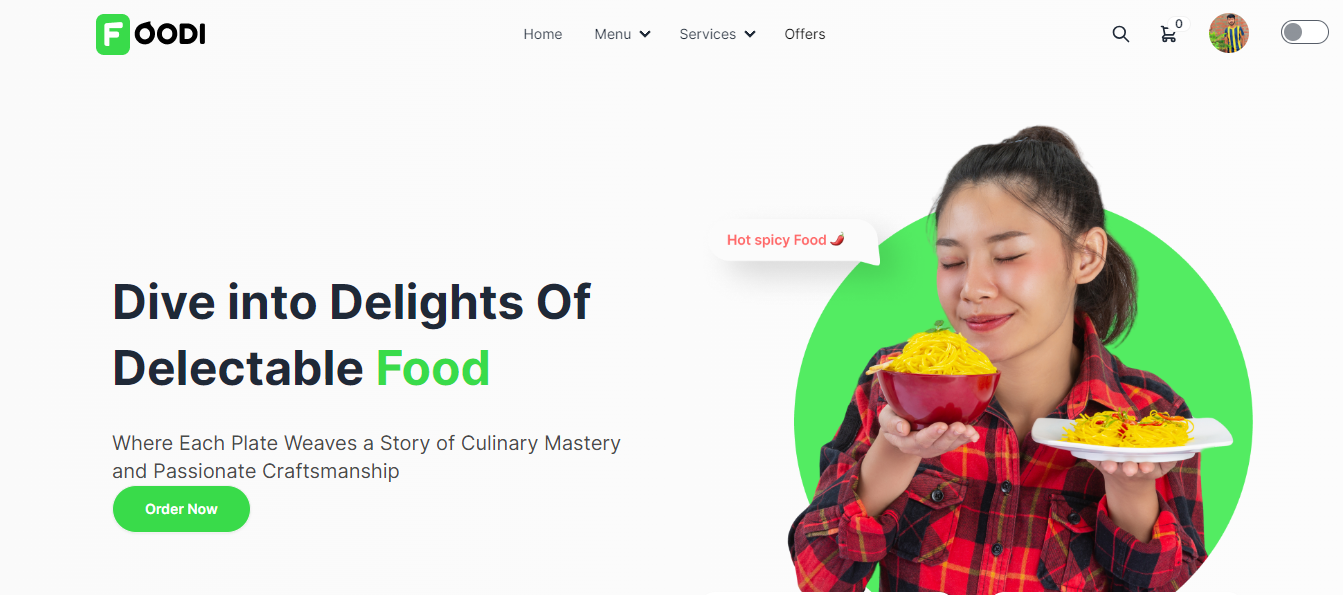 FOODI
Home Menu Services Offers
0
Hot spicy Food 🌶️
Dive into Delights Of
Delectable Food
Where Each Plate Weaves a Story of Culinary Mastery
and Passionate Craftsmanship
Order Now